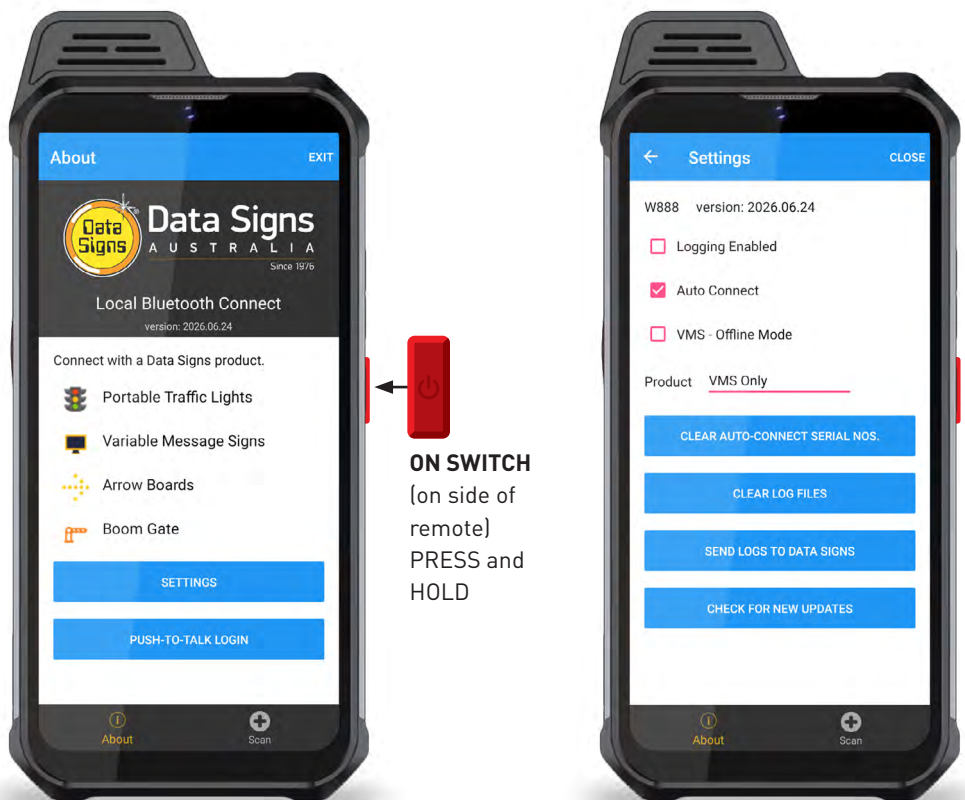 About
EXIT
Data
Signs
Data Signs
AUSTRALIA
Since 1976
Local Bluetooth Connect
version: 2026.06.24
Connect with a Data Signs product.
Portable Traffic Lights
Variable Message Signs
Arrow Boards
Boom Gate
SETTINGS
PUSH-TO-TALK LOGIN
About
Scan
ON SWITCH
(on side of
remote)
PRESS and
HOLD
Settings
CLOSE
W888 version: 2026.06.24
Logging Enabled
Auto Connect
VMS - Offline Mode
Product VMS Only
CLEAR AUTO-CONNECT SERIAL NOS.
CLEAR LOG FILES
SEND LOGS TO DATA SIGNS
CHECK FOR NEW UPDATES
About
Scan